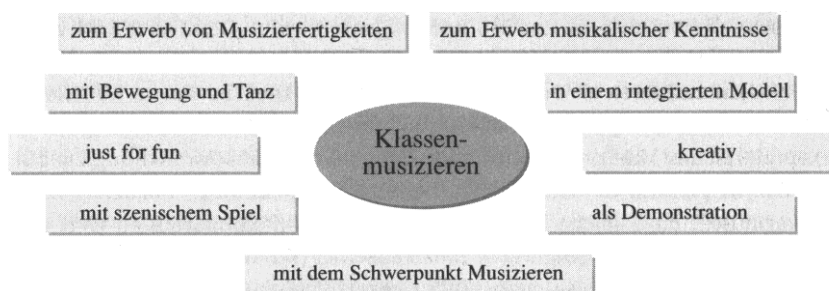 zum Erwerb von Musizierfertigkeiten
zum Erwerb musikalischer Kenntnisse
mit Bewegung und Tanz
in einem integrierten Modell
Klassen-
musizieren
just for fun
kreativ
mit szenischem Spiel
als Demonstration
mit dem Schwerpunkt Musizieren